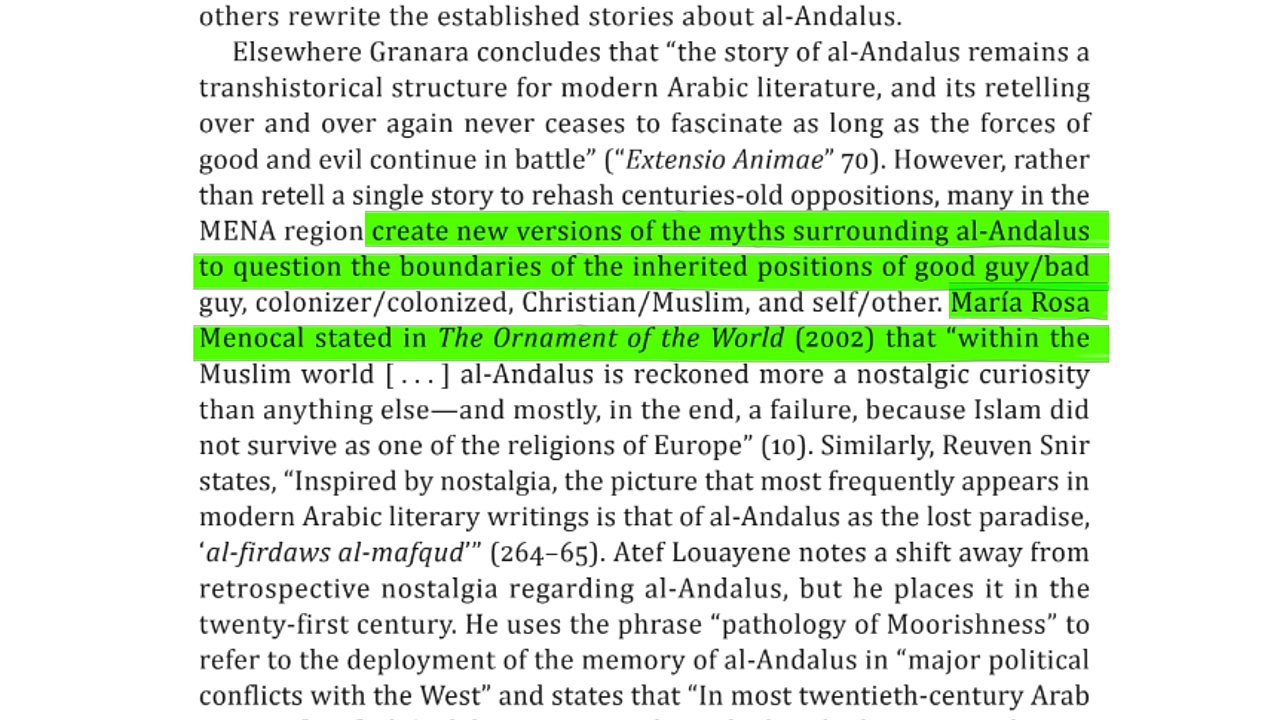 others rewrite the established stories about al-Andalus.
Elsewhere Granara concludes that “the story of al-Andalus remains a
transhistorical structure for modern Arabic literature, and its retelling
over and over again never ceases to fascinate as long as the forces of
good and evil continue in battle” (“Extensio Animae” 70). However, rather
than retell a single story to rehash centuries-old oppositions, many in the
MENA region create new versions of the myths surrounding al-Andalus
to question the boundaries of the inherited positions of good guy/bad
guy, colonizer/colonized, Christian/Muslim, and self/other. María Rosa
Menocal stated in The Ornament of the World (2002) that “within the
Muslim world [...] al-Andalus is reckoned more a nostalgic curiosity
than anything else—and mostly, in the end, a failure, because Islam did
not survive as one of the religions of Europe” (10). Similarly, Reuven Snir
states, “Inspired by nostalgia, the picture that most frequently appears in
modern Arabic literary writings is that of al-Andalus as the lost paradise,
‘al-firdaws al-mafqud’” (264–65). Atef Louayene notes a shift away from
retrospective nostalgia regarding al-Andalus, but he places it in the
twenty-first century. He uses the phrase “pathology of Moorishness” to
refer to the deployment of the memory of al-Andalus in “major political
conflicts with the West” and states that “In most twentieth-century Arab